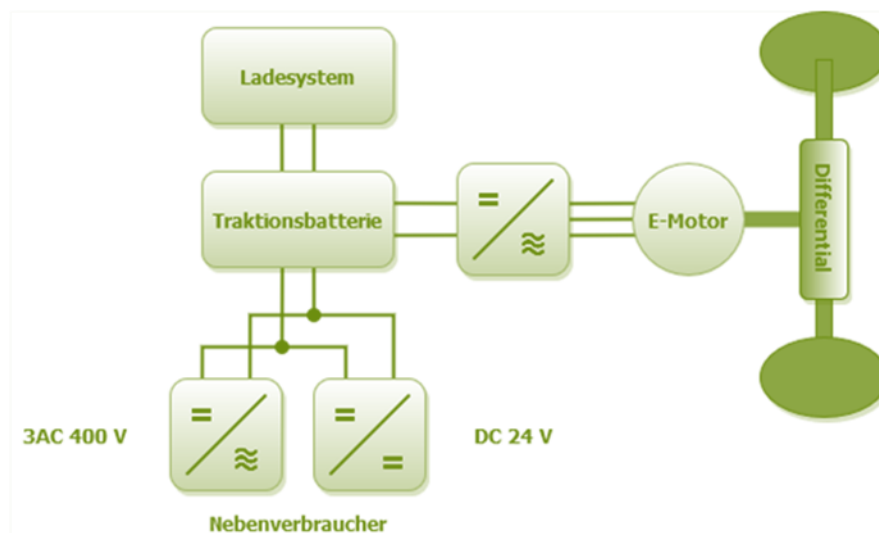 Ladesystem
Traktionsbatterie
E-Motor
Differential
3AC 400 V
DC 24 V
Nebenverbraucher